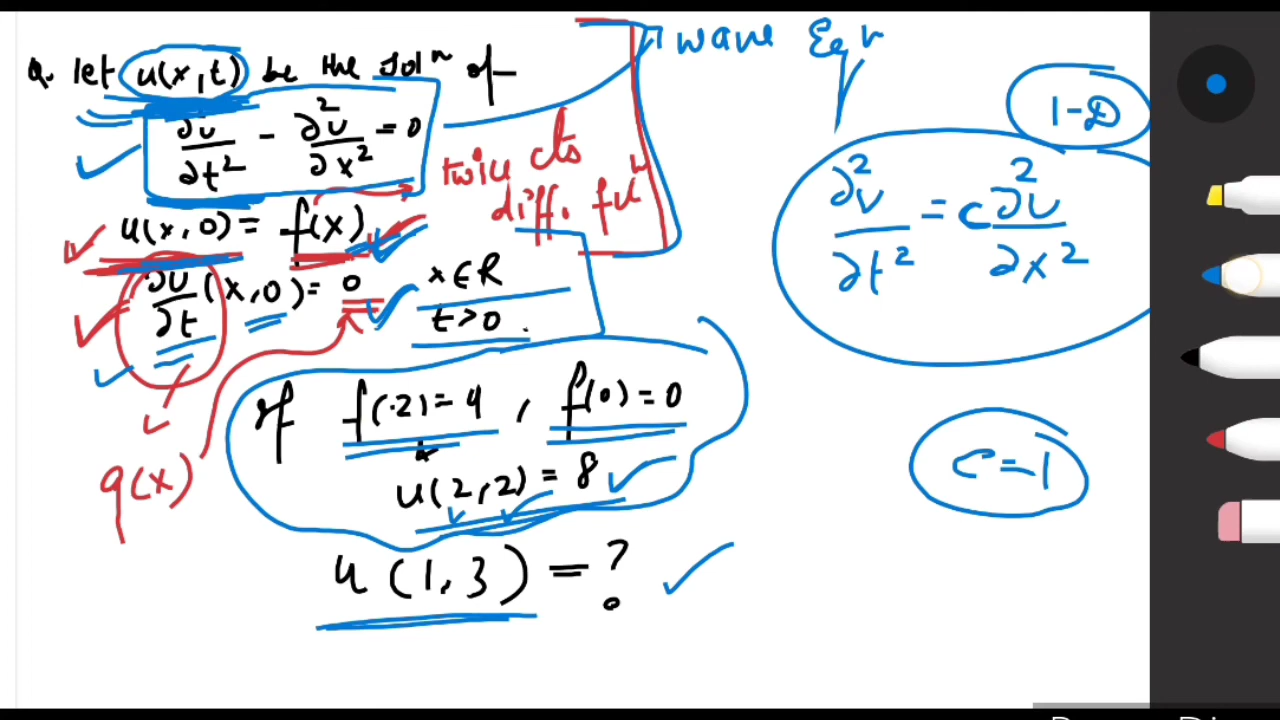 Q. let u(x,t) be the solⁿ of
∂²u/∂t² - ∂²u/∂x² = 0
u(x,0) = f(x)
∂u/∂t (x,0) = 0
x ∈ R
t > 0
twice cts
diff. fuⁿ
g(x)
If f(-2) = 4 , f(0) = 0
u(2,2) = 8
u(1,3) = ?
wave Eqn
1-D
∂²u/∂t² = c ∂²u/∂x²
c = 1